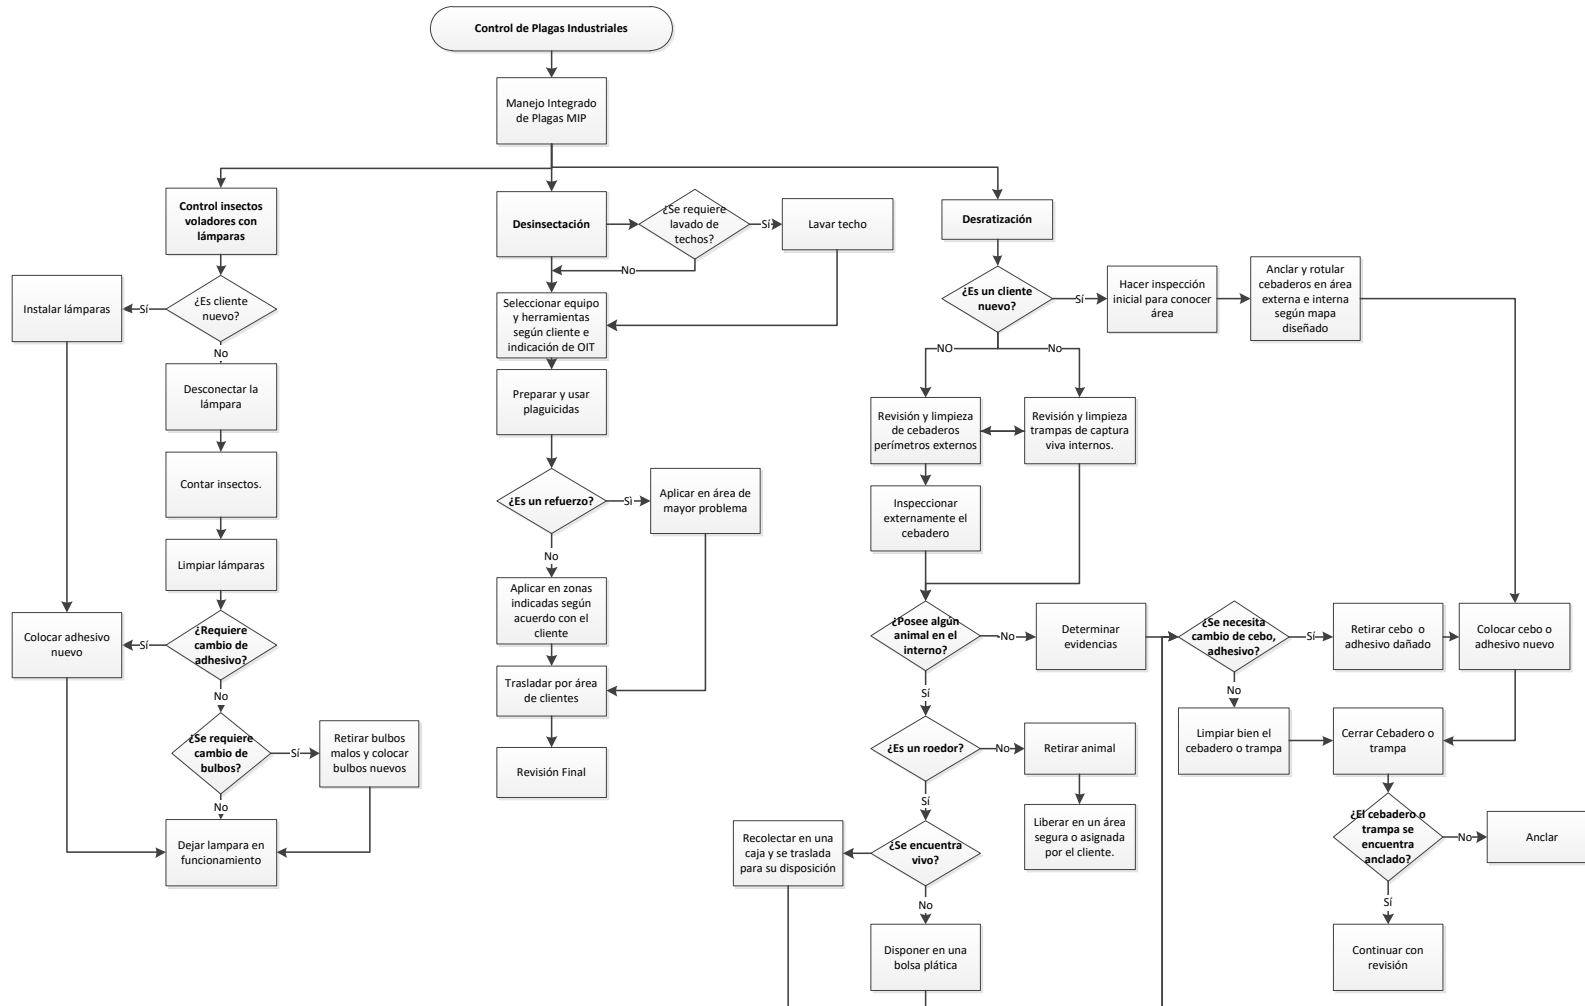 Control de Plagas Industriales
Manejo Integrado
de Plagas MIP
Control insectos
voladores con
lámparas
¿Es cliente
nuevo?
Sí
Instalar lámparas
No
Desconectar la
lámpara
Contar insectos.
Limpiar lámparas
¿Requiere
cambio de
adhesivo?
Sí
Colocar adhesivo
nuevo
No
¿Se requiere
cambio de
bulbos?
Sí
Retirar bulbos
malos y colocar
bulbos nuevos
No
Dejar lampara en
funcionamiento
Desinsectación
¿Se requiere
lavado de
techos?
Sí
Lavar techo
No
Seleccionar equipo
y herramientas
según cliente e
indicación de OIT
Preparar y usar
plaguicidas
¿Es un refuerzo?
Sì
Aplicar en área de
mayor problema
No
Aplicar en zonas
indicadas según
acuerdo con el
cliente
Trasladar por área
de clientes
Revisión Final
Desratización
¿Es un cliente
nuevo?
Sí
Hacer inspección
inicial para conocer
área
Anclar y rotular
cebaderos en área
externa e interna
según mapa
diseñado
NO
No
Revisión y limpieza
de cebaderos
perímetros externos
Revisión y limpieza
trampas de captura
viva internos.
Inspeccionar
externamente el
cebadero
¿Posee algún
animal en el
interno?
No
Determinar
evidencias
¿Se necesita
cambio de cebo,
adhesivo?
Sí
Retirar cebo o
adhesivo dañado
Colocar cebo o
adhesivo nuevo
No
Limpiar bien el
cebadero o trampa
Cerrar Cebadero o
trampa
¿El cebadero o
trampa se
encuentra
anclado?
No
Anclar
Sí
Continuar con
revisión
Sí
¿Es un roedor?
No
Retirar animal
Liberar en un área
segura o asignada
por el cliente.
Sí
¿Se encuentra
vivo?
Sí
Recolectar en una
caja y se traslada
para su disposición
No
Disponer en una
bolsa plática